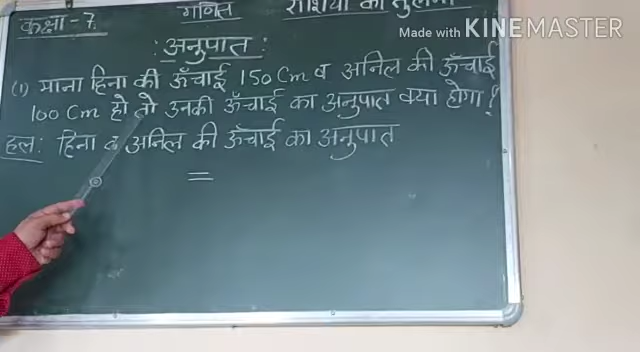 Made with KINEMASTER
कक्षा - 7 गणित राशियों की तुलना
: अनुपात :
(1) माना हिना की ऊँचाई 150 Cm व अनिल की ऊँचाई
100 Cm हो तो उनकी ऊँचाई का अनुपात क्या होगा ?
हल: हिना व अनिल की ऊँचाई का अनुपात
=